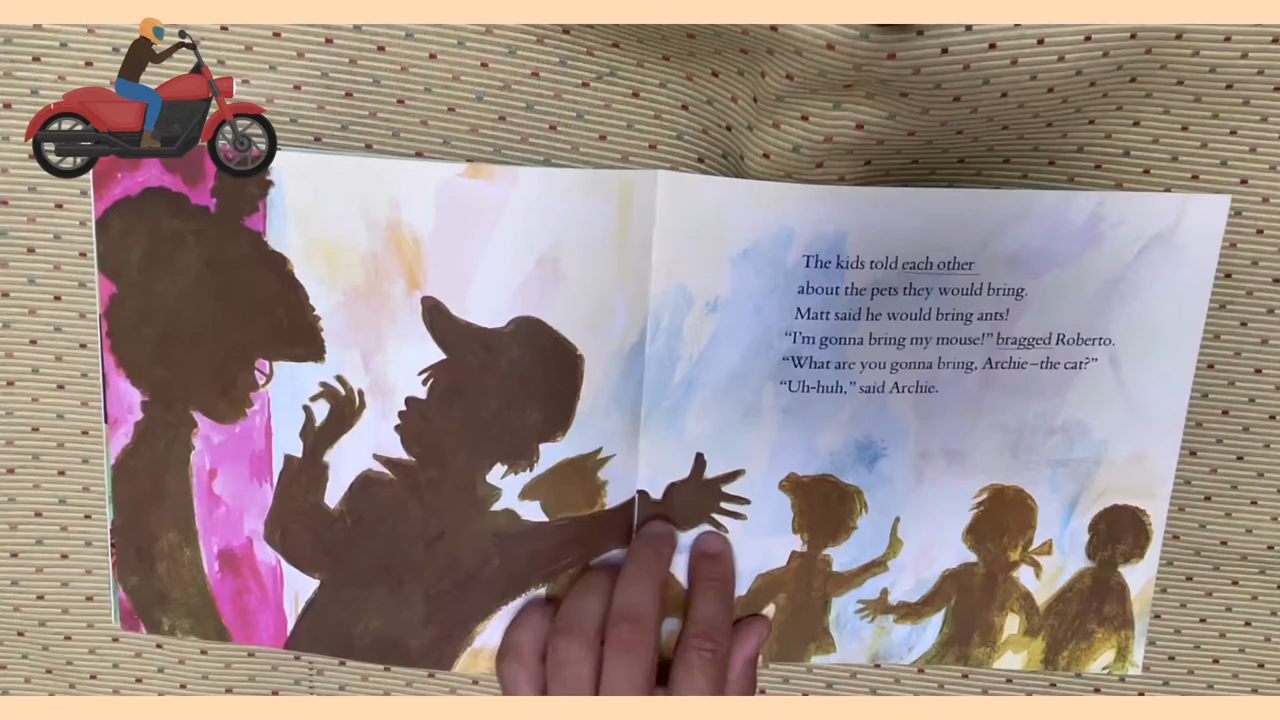 The kids told each other
about the pets they would bring.
Matt said he would bring ants!
“I’m gonna bring my mouse!” bragged Roberto.
“What are you gonna bring, Archie–the cat?”
“Uh-huh,” said Archie.